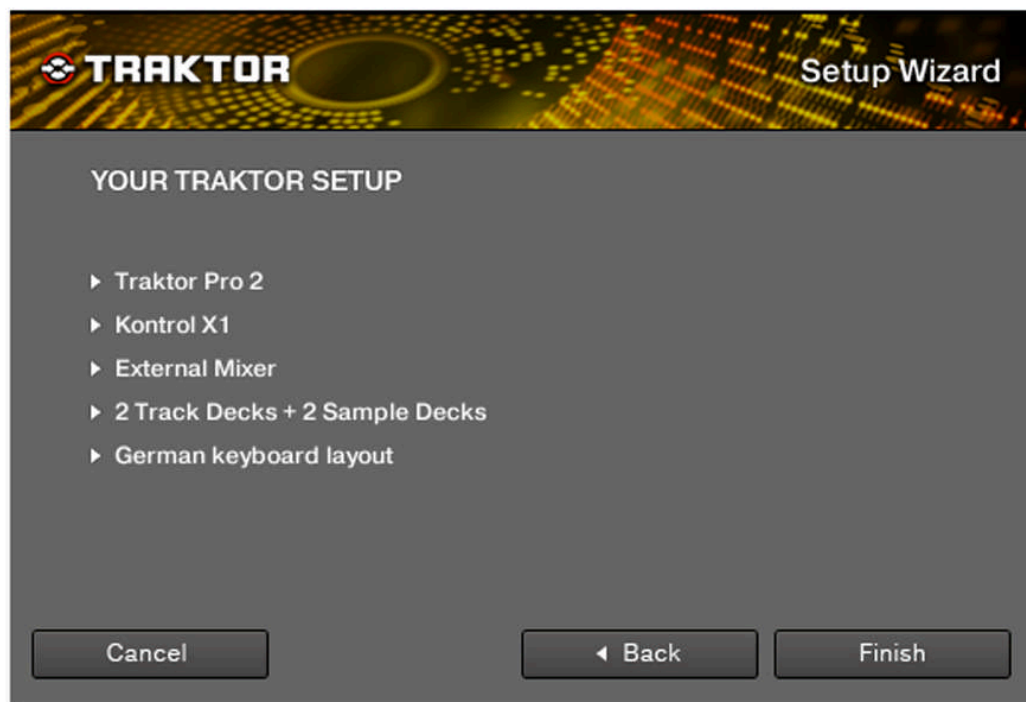 TRAKTOR
Setup Wizard
YOUR TRAKTOR SETUP
Traktor Pro 2
Kontrol X1
External Mixer
2 Track Decks + 2 Sample Decks
German keyboard layout
Cancel
Back
Finish